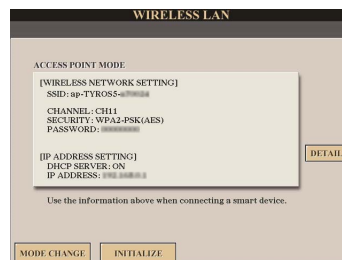 WIRELESS LAN
ACCESS POINT MODE
[WIRELESS NETWORK SETTING]
SSID: ap-TYROS5-
CHANNEL: CH11
SECURITY: WPA2-PSK(AES)
PASSWORD:
[IP ADDRESS SETTING]
DHCP SERVER: ON
IP ADDRESS:
DETAIL
Use the information above when connecting a smart device.
MODE CHANGE
INITIALIZE